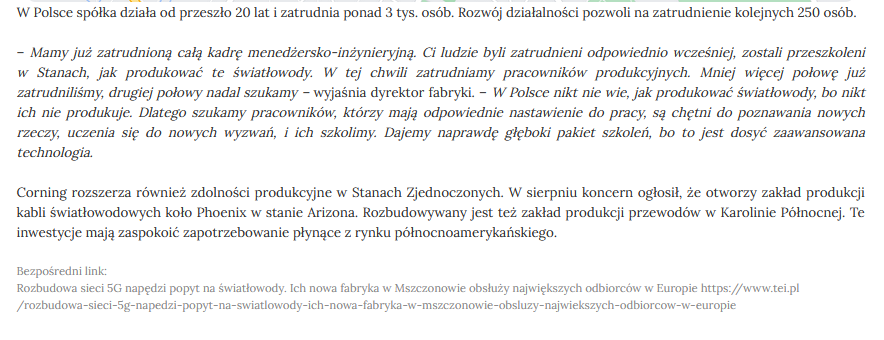 W Polsce spółka działa od przeszło 20 lat i zatrudnia ponad 3 tys. osób. Rozwój działalności pozwoli na zatrudnienie kolejnych 250 osób.
– Mamy już zatrudnioną całą kadrę menedżersko-inżynieryjną. Ci ludzie byli zatrudnieni odpowiednio wcześniej, zostali przeszkoleni
w Stanach, jak produkować te światłowody. W tej chwili zatrudniamy pracowników produkcyjnych. Mniej więcej połowę już
zatrudniliśmy, drugiej połowy nadal szukamy – wyjaśnia dyrektor fabryki. – W Polsce nikt nie wie, jak produkować światłowody, bo nikt
ich nie produkuje. Dlatego szukamy pracowników, którzy mają odpowiednie nastawienie do pracy, są chętni do poznawania nowych
rzeczy, uczenia się do nowych wyzwań, i ich szkolimy. Dajemy naprawdę głęboki pakiet szkoleń, bo to jest dosyć zaawansowana
technologia.
Corning rozszerza również zdolności produkcyjne w Stanach Zjednoczonych. W sierpniu koncern ogłosił, że otworzy zakład produkcji
kabli światłowodowych koło Phoenix w stanie Arizona. Rozbudowywany jest też zakład produkcji przewodów w Karolinie Północnej. Te
inwestycje mają zaspokoić zapotrzebowanie płynące z rynku północnoamerykańskiego.
Bezpośredni link:
Rozbudowa sieci 5G napędzi popyt na światłowody. Ich nowa fabryka w Mszczonowie obsłuży największych odbiorców w Europie https://www.tei.pl
/rozbudowa-sieci-5g-napedzi-popyt-na-swiatlowody-ich-nowa-fabryka-w-mszczonowie-obsluzy-najwiekszych-odbiorcow-w-europie